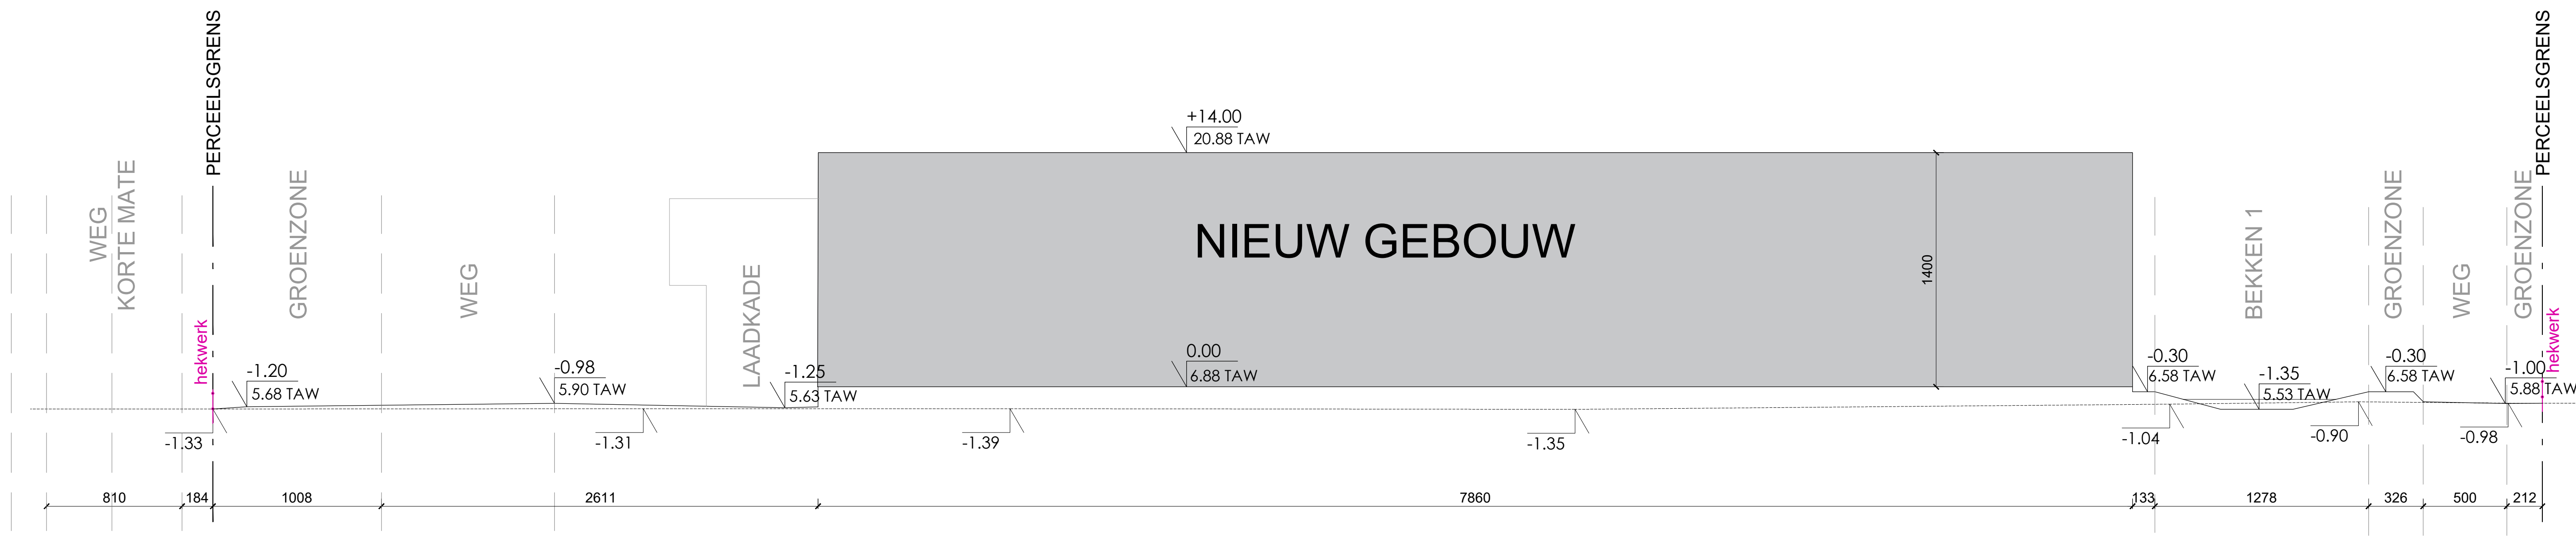 PERCEELSGRENS
PERCEELSGRENS
WEG
KORTE MATE
GROENZONE
WEG
LAADKADE
NIEUW GEBOUW
BEKKEN 1
GROENZONE
WEG
GROENZONE
hekwerk
hekwerk
+14.00
20.88 TAW
1400
0.00
6.88 TAW
-1.20
5.68 TAW
-0.98
5.90 TAW
-1.25
5.63 TAW
-0.30
6.58 TAW
-1.35
5.53 TAW
-0.30
6.58 TAW
-1.00
5.88 TAW
-1.33
-1.31
-1.39
-1.35
-1.04
-0.90
-0.98
810
184
1008
2611
7860
133
1278
326
500
212